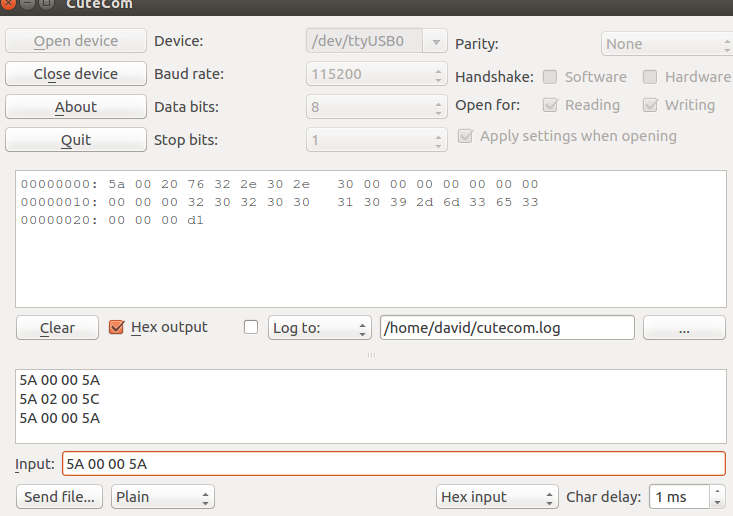 CuteCom
Open device Device: /dev/ttyUSB0 Parity: None
Close device Baud rate: 115200 Handshake: Software Hardware
About Data bits: 8 Open for: Reading Writing
Quit Stop bits: 1 Apply settings when opening
00000000: 5a 00 20 76 32 2e 30 2e 30 00 00 00 00 00 00 00
00000010: 00 00 00 32 30 32 30 30 31 30 39 2d 6d 33 65 33
00000020: 00 00 00 d1
Clear Hex output Log to: /home/david/cutecom.log ...
5A 00 00 5A
5A 02 00 5C
5A 00 00 5A
Input: 5A 00 00 5A
Send file... Plain Hex input Char delay: 1 ms